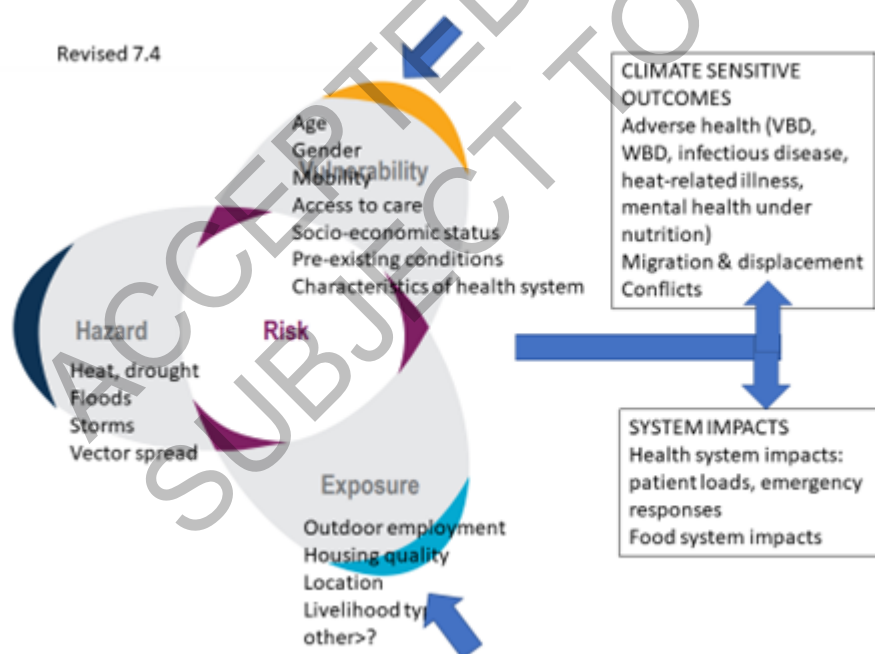 Revised 7.4
ACCEPTED
SUBJECT TO
Age
Gender
Vulnerability
Mobility
Access to care
Socio-economic status
Pre-existing conditions
Characteristics of health system
Hazard
Risk
Heat, drought
Floods
Storms
Vector spread
Exposure
Outdoor employment
Housing quality
Location
Livelihood
other>?
CLIMATE SENSITIVE
OUTCOMES
Adverse health (VBD,
WBD, infectious disease,
heat-related illness,
mental health under
nutrition)
Migration & displacement
Conflicts
SYSTEM IMPACTS
Health system impacts:
patient loads, emergency
responses
Food system impacts